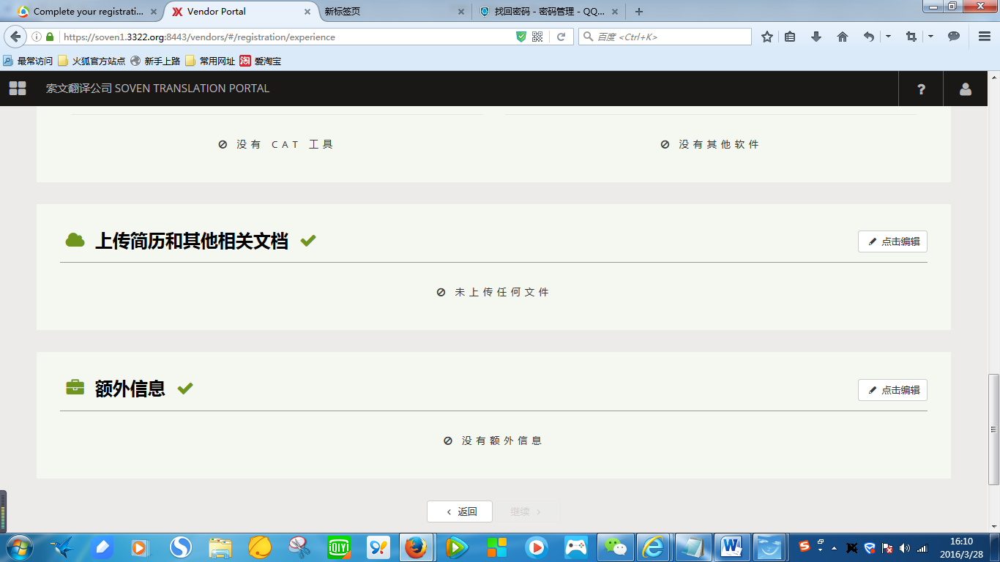 Complete your registrati...
Vendor Portal
新标签页
找回密码 - 密码管理 - QQ...
https://soven1.3322.org:8443/vendors/#/registration/experience
百度 <Ctrl+K>
最常访问 火狐官方站点 新手上路 常用网址 淘 爱淘宝
索文翻译公司 SOVEN TRANSLATION PORTAL
?
没有 CAT 工具
没有其他软件
上传简历和其他相关文档
点击编辑
未上传任何文件
额外信息
点击编辑
没有额外信息
返回
继续
iQIYI
W
S
16:10
2016/3/28